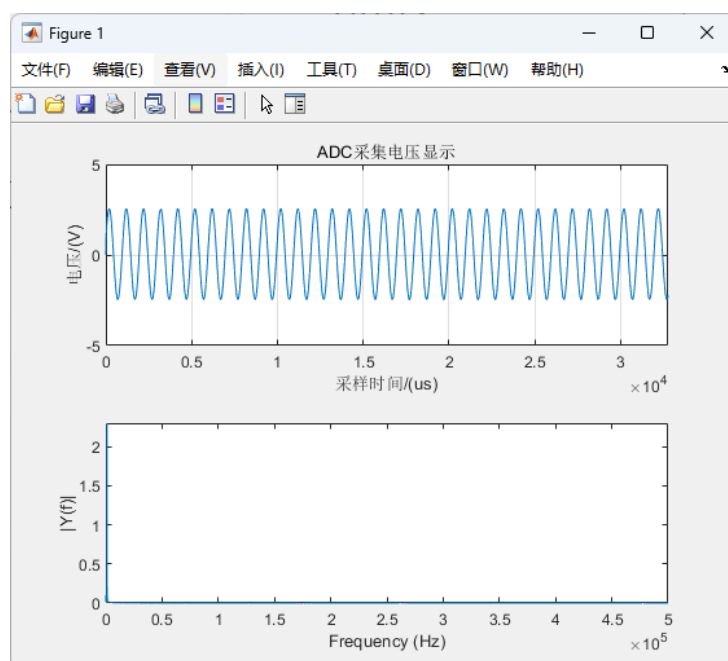 Figure 1
文件(F) 编辑(E) 查看(V) 插入(I) 工具(T) 桌面(D) 窗口(W) 帮助(H)
ADC采集电压显示
5
0
-5
电压/(V)
0 0.5 1 1.5 2 2.5 3
采样时间/(us)
×10^4
2
1.5
1
0.5
0
|Y(f)|
0 0.5 1 1.5 2 2.5 3 3.5 4 4.5 5
Frequency (Hz)
×10^5